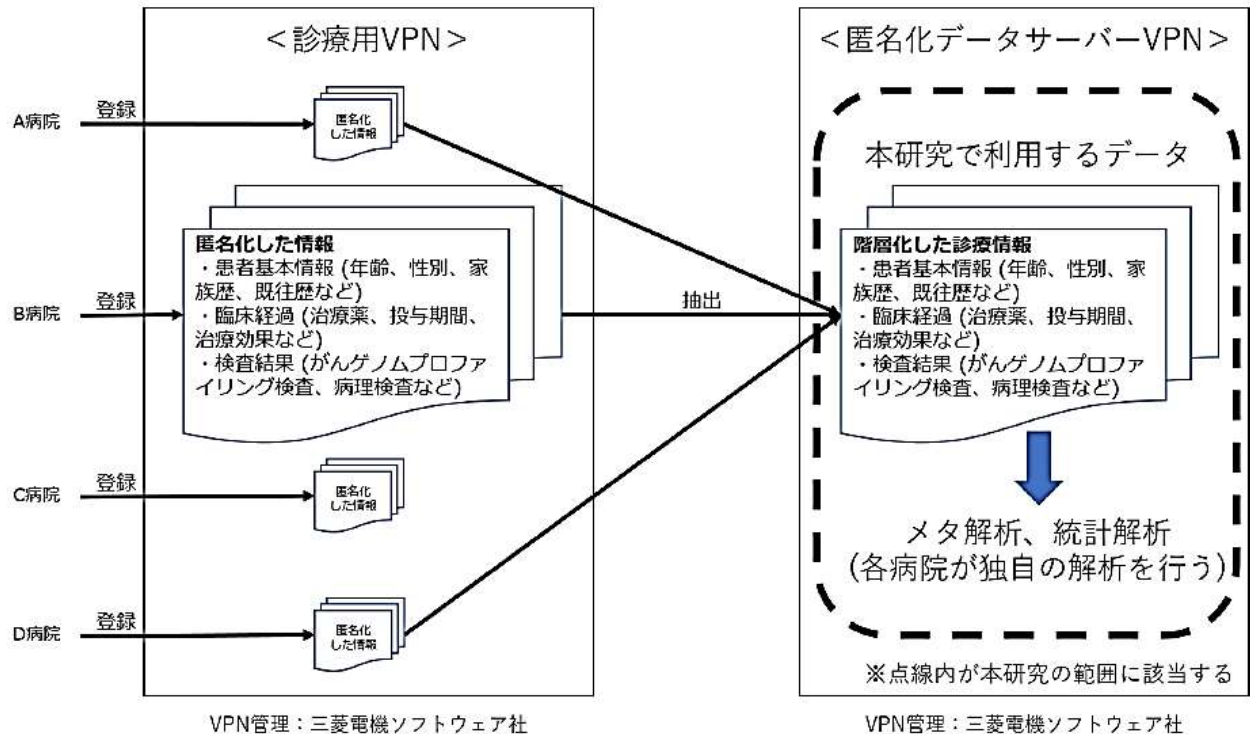 ＜診療用VPN＞
A病院
登録
匿名化
した情報
B病院
登録
匿名化した情報
・患者基本情報 (年齢、性別、家
族歴、既往歴など)
・臨床経過 (治療薬、投与期間、
治療効果など)
・検査結果 (がんゲノムプロファ
イリング検査、病理検査など)
C病院
登録
匿名化
した情報
D病院
登録
匿名化
した情報
VPN管理：三菱電機ソフトウェア社
抽出
＜匿名化データサーバーVPN＞
本研究で利用するデータ
階層化した診療情報
・患者基本情報 (年齢、性別、家
族歴、既往歴など)
・臨床経過 (治療薬、投与期間、
治療効果など)
・検査結果 (がんゲノムプロファ
イリング検査、病理検査など)
メタ解析、統計解析
(各病院が独自の解析を行う)
※点線内が本研究の範囲に該当する
VPN管理：三菱電機ソフトウェア社